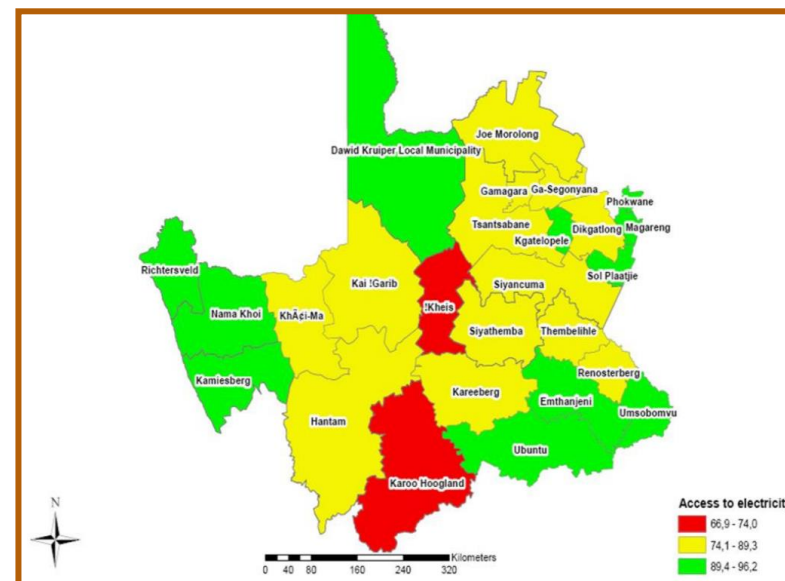 Joe Morolong
Dawid Kruiper Local Municipality
Gamagara
Ga-Segonyana
Phokwane
Tsantsabane
Magareng
Kgatelopele
Dikgatlong
Richtersveld
Sol Plaatjie
Kai !Garib
Siyancuma
!Kheis
Nama Khoi
KhÃ¢i-Ma
Siyathemba
Thembelihle
Renosterberg
Kamiesberg
Kareeberg
Emthanjeni
Umsobomvu
Hantam
Ubuntu
Karoo Hoogland
Access to electricit
N
66,9 - 74,0
74,1 - 89,3
89,4 - 96,2
Kilometers
0 40 80 160 240 320